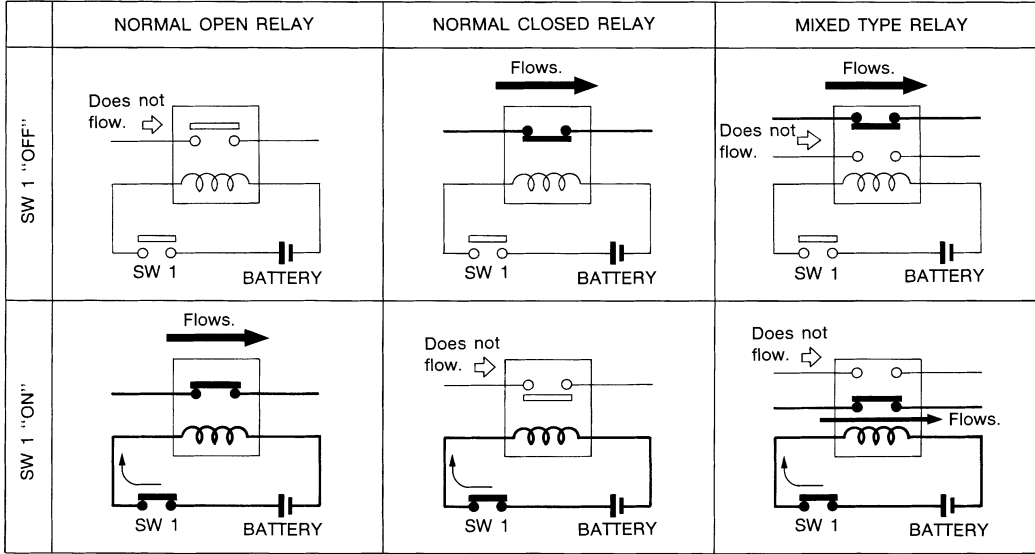 NORMAL OPEN RELAY
NORMAL CLOSED RELAY
MIXED TYPE RELAY
SW 1 "OFF"
Does not
flow.
SW 1
BATTERY
Flows.
SW 1
BATTERY
Flows.
Does not
flow.
SW 1
BATTERY
SW 1 "ON"
Flows.
SW 1
BATTERY
Does not
flow.
SW 1
BATTERY
Does not
flow.
Flows.
SW 1
BATTERY